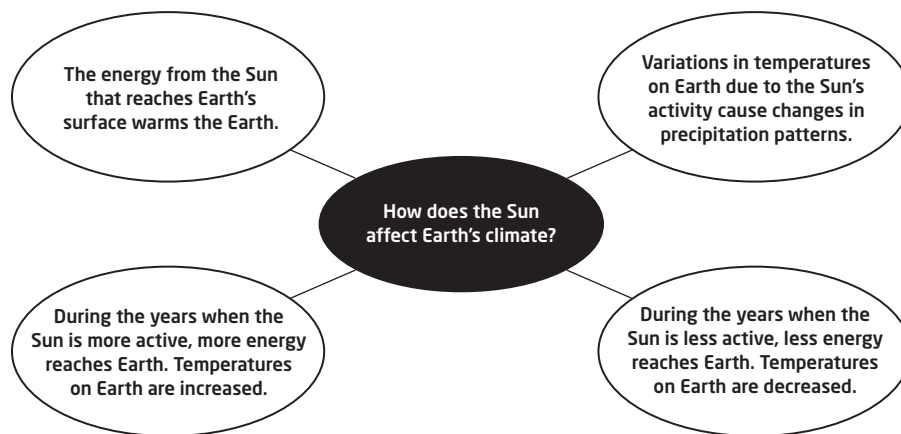 The energy from the Sun
that reaches Earth's
surface warms the Earth.
Variations in temperatures
on Earth due to the Sun's
activity cause changes in
precipitation patterns.
How does the Sun
affect Earth's climate?
During the years when the
Sun is more active, more energy
reaches Earth. Temperatures
on Earth are increased.
During the years when the
Sun is less active, less energy
reaches Earth. Temperatures
on Earth are decreased.